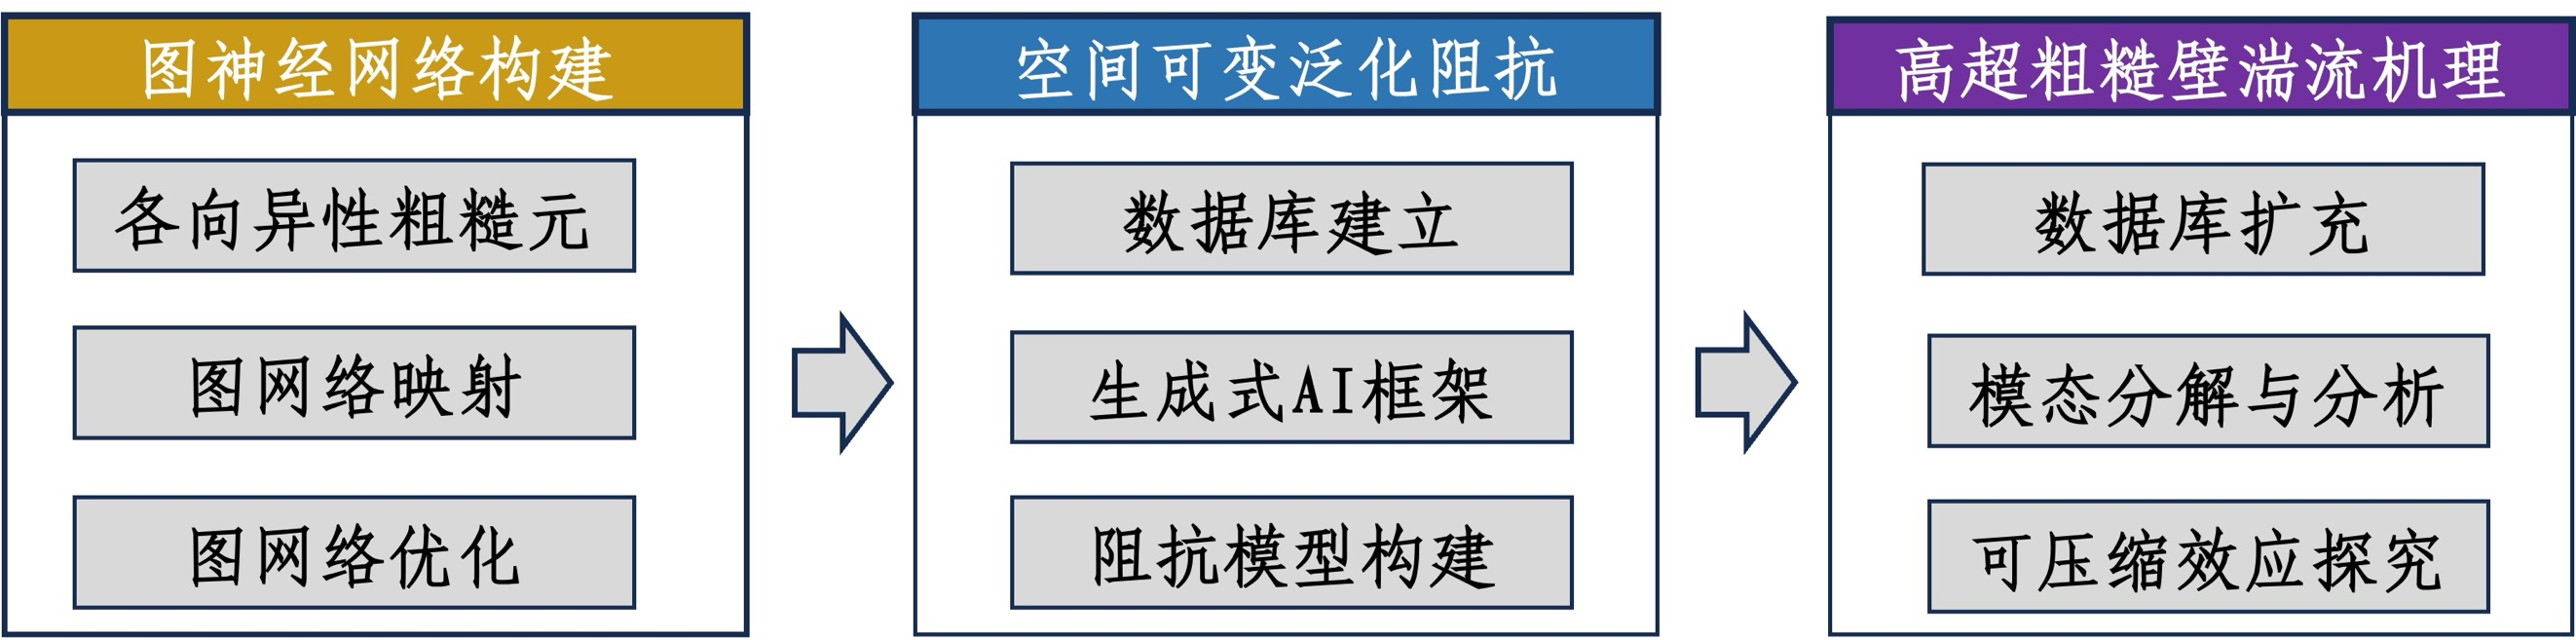 图神经网络构建
各向异性粗糙元
图网络映射
图网络优化
空间可变泛化阻抗
数据库建立
生成式AI框架
阻抗模型构建
高超粗糙壁湍流机理
数据库扩充
模态分解与分析
可压缩效应探究